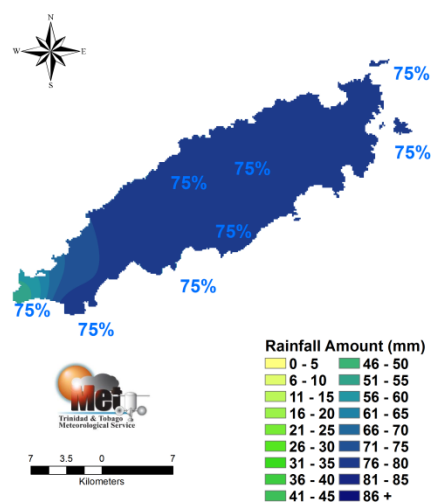 N
W E
S
75%
75%
75%
75%
75%
75%
75%
75%
Rainfall Amount (mm)
0 - 5
6 - 10
11 - 15
16 - 20
21 - 25
26 - 30
31 - 35
36 - 40
41 - 45
46 - 50
51 - 55
56 - 60
61 - 65
66 - 70
71 - 75
76 - 80
81 - 85
86 +
Met
Trinidad & Tobago
Meteorological Service
7 3.5 0 7
Kilometers